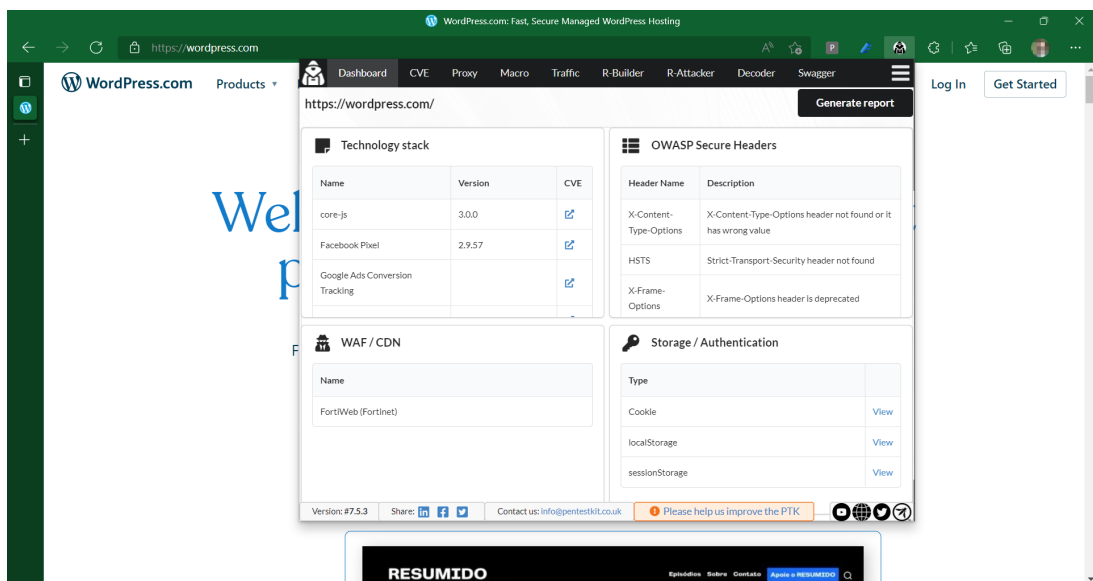 WordPress.com: Fast, Secure Managed WordPress Hosting
https://wordpress.com
WordPress.com
Products
Log In
Get Started
Dashboard CVE Proxy Macro Traffic R-Builder R-Attacker Decoder Swagger
https://wordpress.com/
Generate report
Technology stack
Name Version CVE
core-js 3.0.0
Facebook Pixel 2.9.57
Google Ads Conversion
Tracking
OWASP Secure Headers
Header Name Description
X-Content-
Type-Options
X-Content-Type-Options header not found or it
has wrong value
HSTS Strict-Transport-Security header not found
X-Frame-
Options
X-Frame-Options header is deprecated
WAF / CDN
Name
FortiWeb (Fortinet)
Storage / Authentication
Type
Cookie View
localStorage View
sessionStorage View
Wel
p
F
Version: #7.5.3 Share: Contact us: info@pentestkit.co.uk Please help us improve the PTK
RESUMIDO
Episódios Sobre Contato Apoie o RESUMIDO